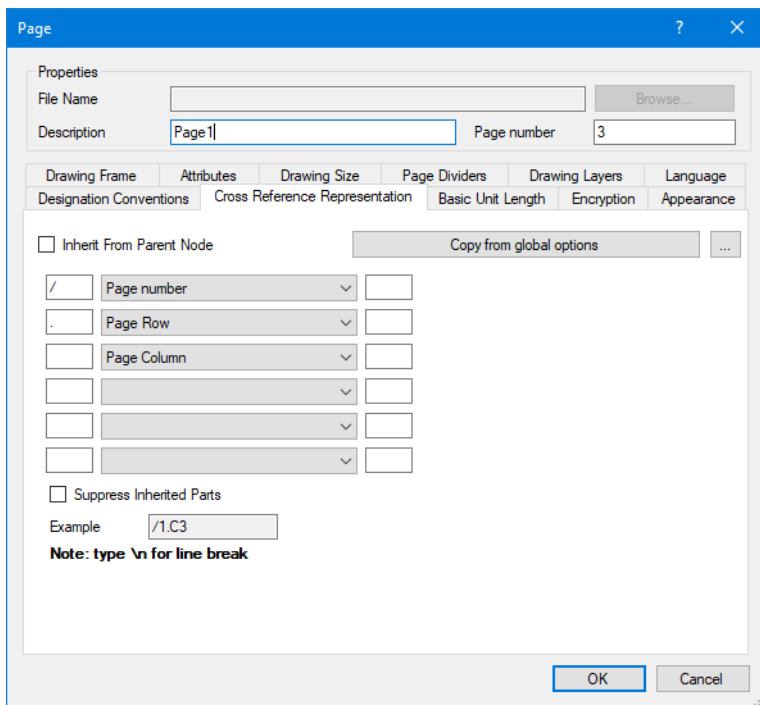 Page ?
Properties
File Name Browse...
Description Page1 Page number 3
Drawing Frame Attributes Drawing Size Page Dividers Drawing Layers Language
Designation Conventions Cross Reference Representation Basic Unit Length Encryption Appearance
Inherit From Parent Node Copy from global options ...
/ Page number
. Page Row
Page Column
Suppress Inherited Parts
Example /1.C3
Note: type \n for line break
OK Cancel